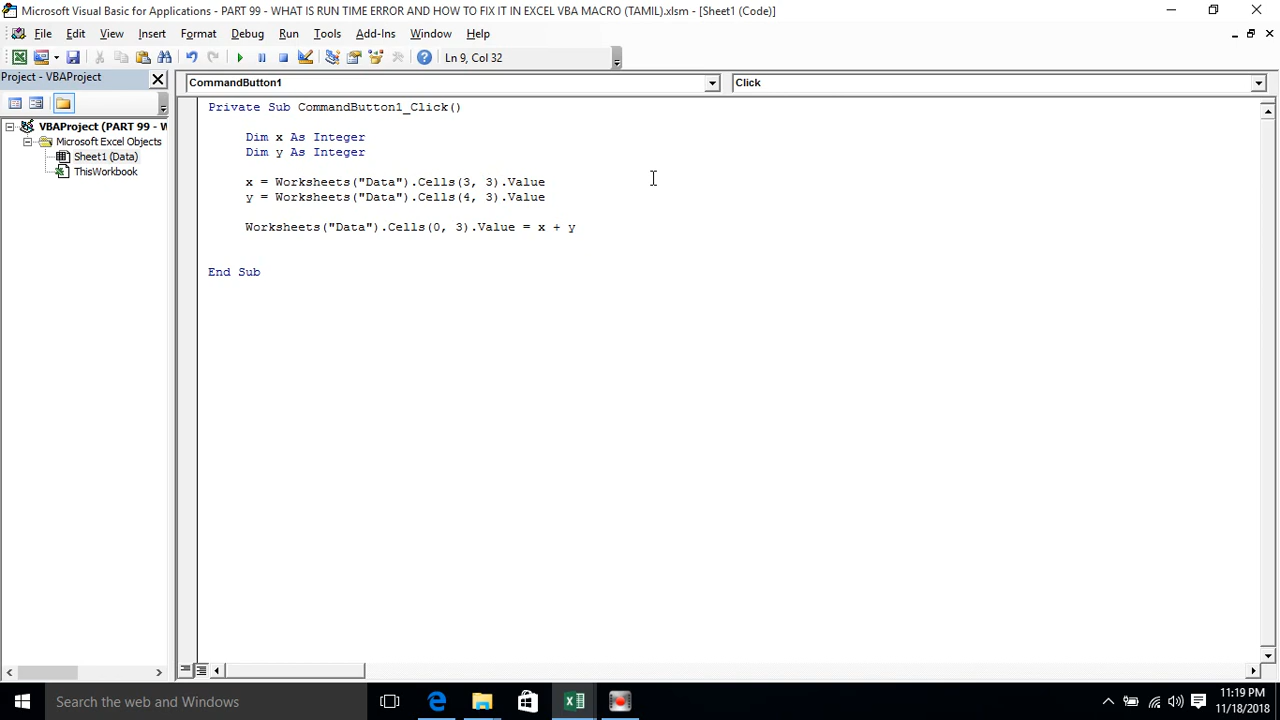 Microsoft Visual Basic for Applications - PART 99 - WHAT IS RUN TIME ERROR AND HOW TO FIX IT IN EXCEL VBA MACRO (TAMIL).xlsm - [Sheet1 (Code)]
File Edit View Insert Format Debug Run Tools Add-Ins Window Help
Ln 9, Col 32
Project - VBAProject
CommandButton1
Click
VBAProject (PART 99 - W
Microsoft Excel Objects
Sheet1 (Data)
ThisWorkbook
Private Sub CommandButton1_Click()
Dim x As Integer
Dim y As Integer
x = Worksheets("Data").Cells(3, 3).Value
y = Worksheets("Data").Cells(4, 3).Value
Worksheets("Data").Cells(0, 3).Value = x + y
End Sub
Search the web and Windows
11:19 PM
11/18/2018